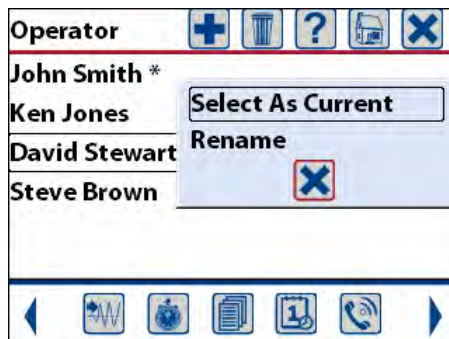 Operator
John Smith *
Ken Jones
David Stewart
Steve Brown
Select As Current
Rename